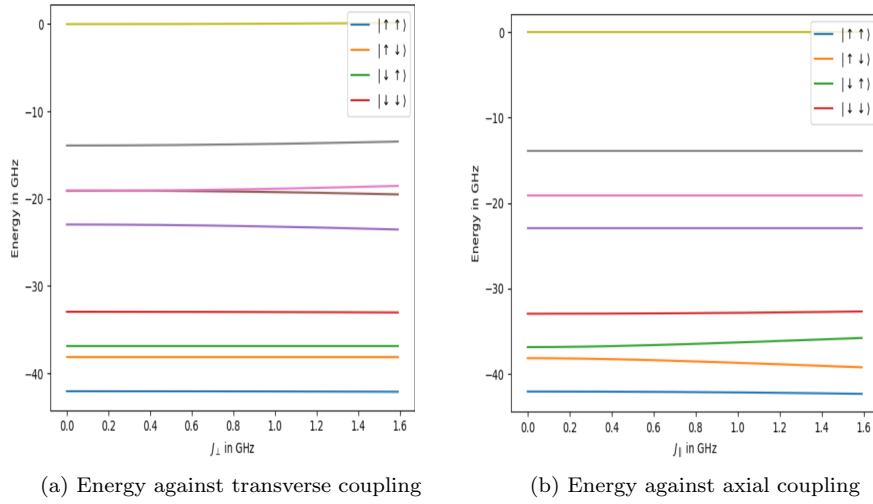 0
−10
−20
−30
−40
Energy in GHz
0.0 0.2 0.4 0.6 0.8 1.0 1.2 1.4 1.6
J⊥ in GHz
|↑↑⟩
|↑↓⟩
|↓↑⟩
|↓↓⟩
(a) Energy against transverse coupling
0
−10
−20
−30
−40
Energy in GHz
0.0 0.2 0.4 0.6 0.8 1.0 1.2 1.4 1.6
J∥ in GHz
|↑↑⟩
|↑↓⟩
|↓↑⟩
|↓↓⟩
(b) Energy against axial coupling